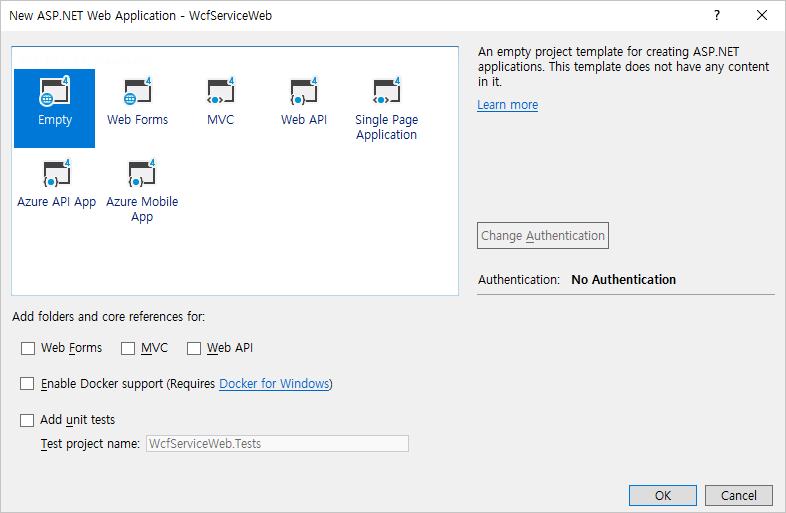 New ASP.NET Web Application - WcfServiceWeb
?
4 4 4 4 4
Empty Web Forms MVC Web API Single Page
Application
4 4
Azure API App Azure Mobile
App
An empty project template for creating ASP.NET
applications. This template does not have any content
in it.
Learn more
Change Authentication
Authentication: No Authentication
Add folders and core references for:
Web Forms MVC Web API
Enable Docker support (Requires Docker for Windows)
Add unit tests
Test project name: WcfServiceWeb.Tests
OK Cancel